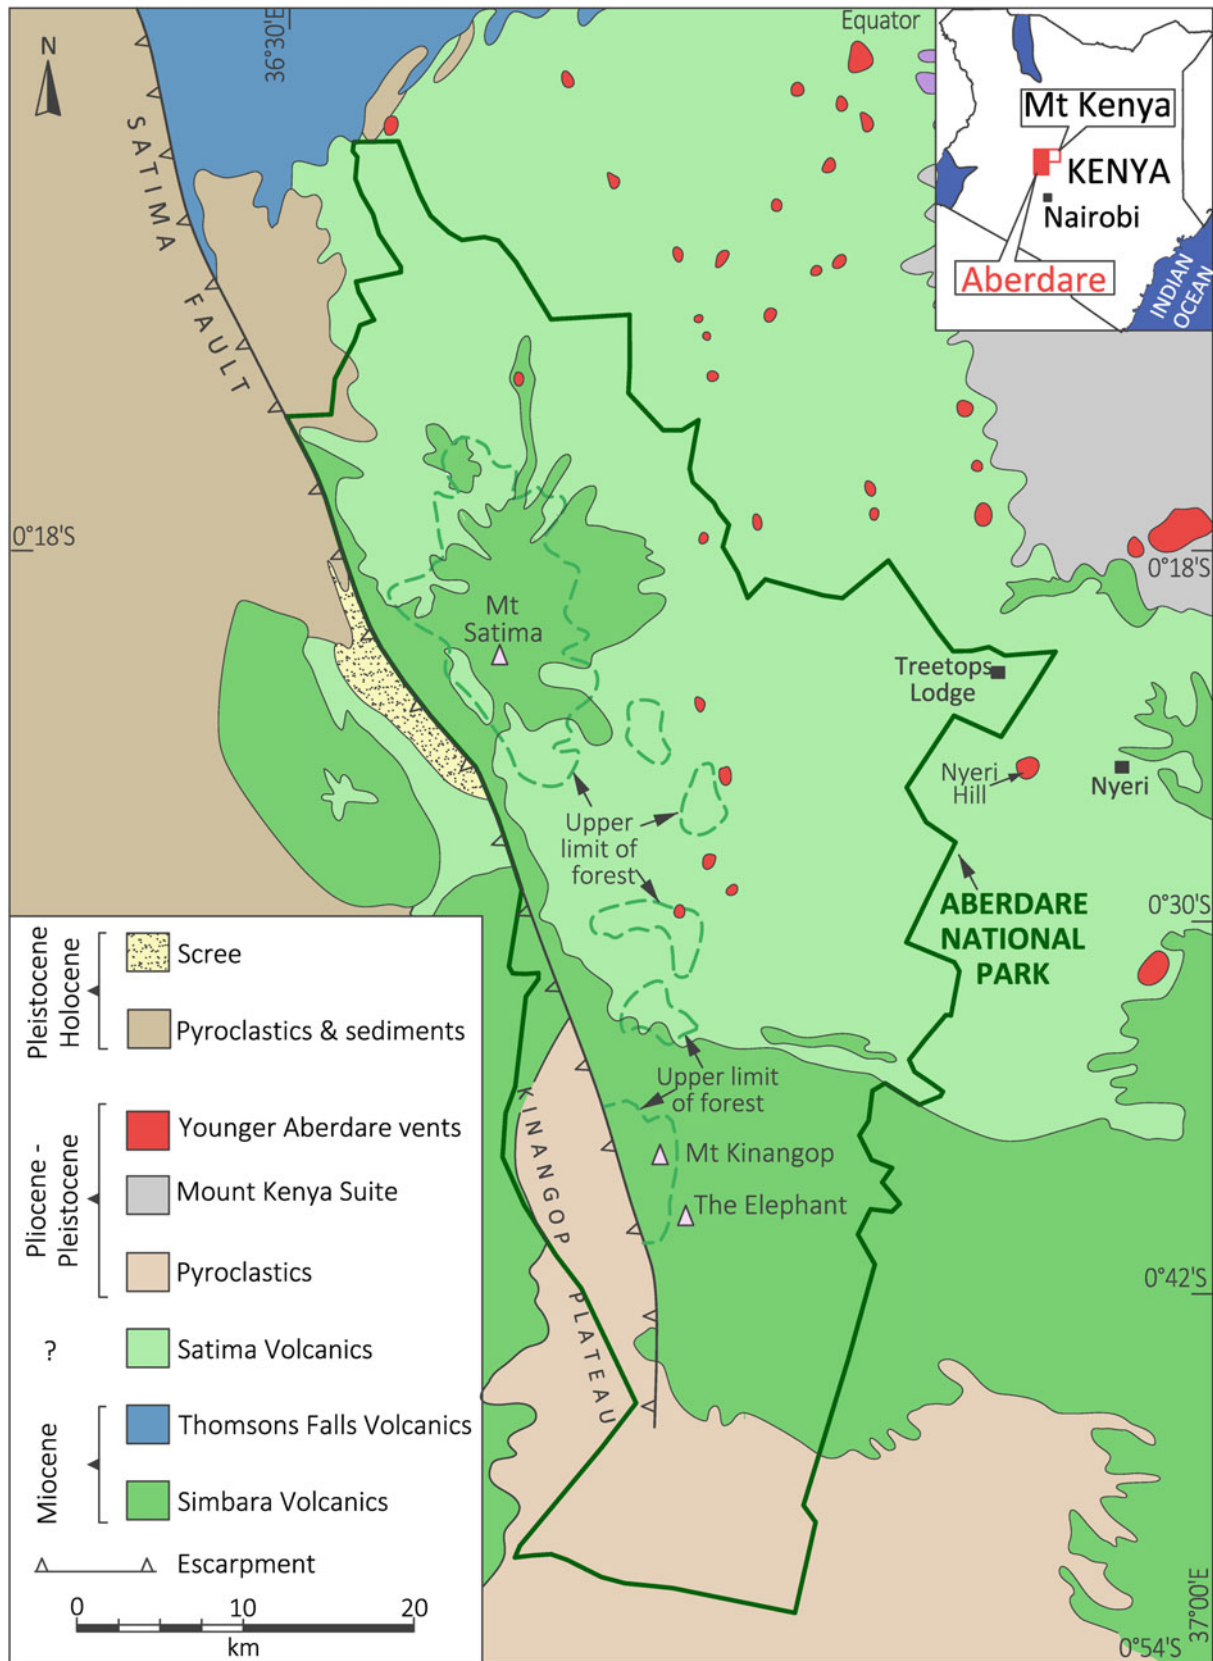 N
36°30'E
Equator
Mt Kenya
KENYA
Nairobi
Aberdare
INDIAN
OCEAN
SATIMA
FAULT
0°18'S
0°18'S
Mt
Satima
Treetops
Lodge
Nyeri
Hill
Nyeri
Upper
limit of
forest
ABERDARE
NATIONAL
PARK
0°30'S
Upper limit
of forest
KINANGOP
PLATEAU
Mt Kinangop
The Elephant
0°42'S
37°00'E
0°54'S
Pleistocene
Holocene
Scree
Pyroclastics & sediments
Pliocene -
Pleistocene
Younger Aberdare vents
Mount Kenya Suite
Pyroclastics
?
Satima Volcanics
Miocene
Thomsons Falls Volcanics
Simbara Volcanics
Escarpment
0 10 20
km